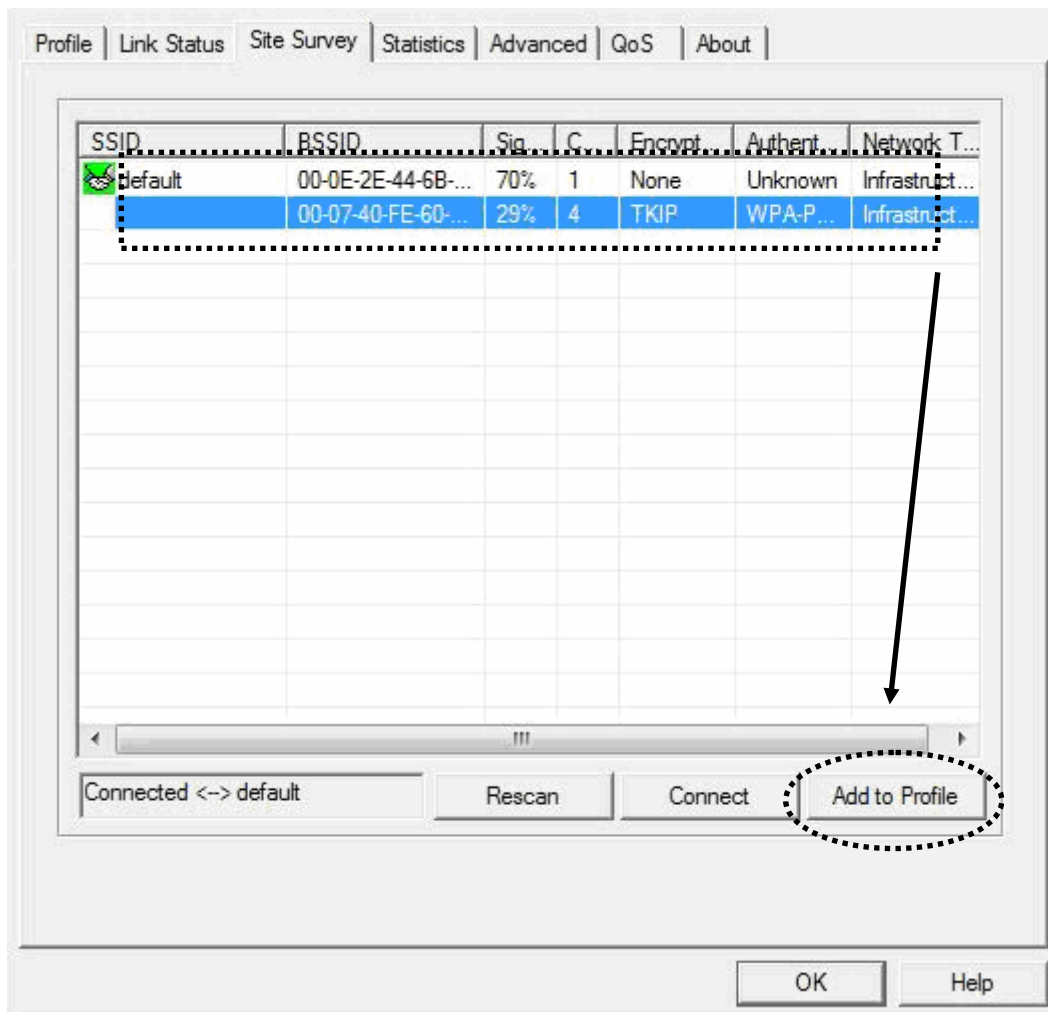 Profile Link Status Site Survey Statistics Advanced QoS About
SSID BSSID Sig... C... Encrypt... Authent... Network T...
default 00-0E-2E-44-6B-... 70% 1 None Unknown Infrastruct...
00-07-40-FE-60-... 29% 4 TKIP WPA-P... Infrastruct...
Connected <--> default Rescan Connect Add to Profile
OK Help